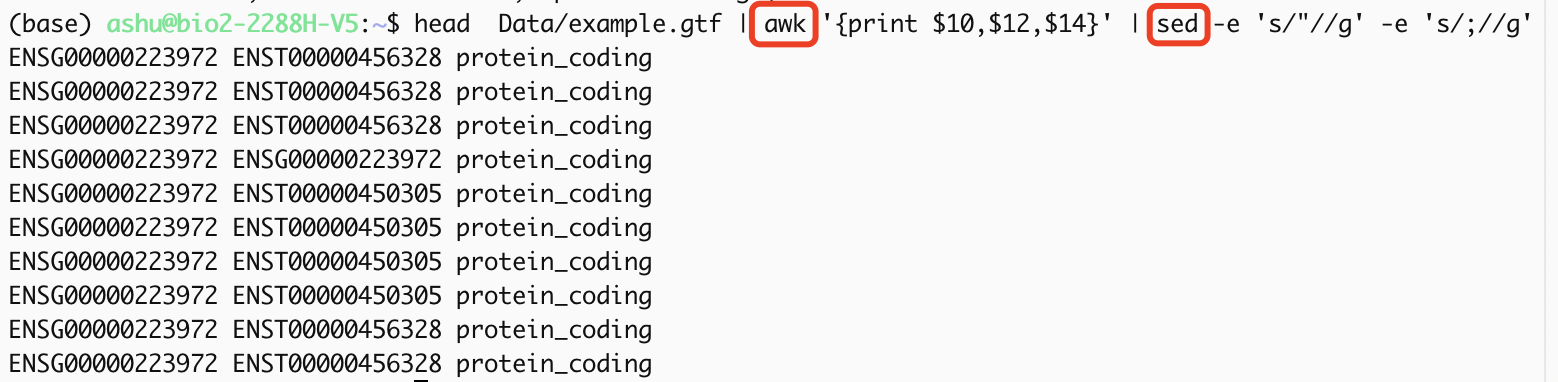 (base) ashu@bio2-2288H-V5:~$ head  Data/example.gtf | awk '{print $10,$12,$14}' | sed -e 's/"//g' -e 's/;//g'
ENSG00000223972 ENST00000456328 protein_coding
ENSG00000223972 ENST00000456328 protein_coding
ENSG00000223972 ENST00000456328 protein_coding
ENSG00000223972 ENSG00000223972 protein_coding
ENSG00000223972 ENST00000450305 protein_coding
ENSG00000223972 ENST00000450305 protein_coding
ENSG00000223972 ENST00000450305 protein_coding
ENSG00000223972 ENST00000450305 protein_coding
ENSG00000223972 ENST00000456328 protein_coding
ENSG00000223972 ENST00000456328 protein_coding